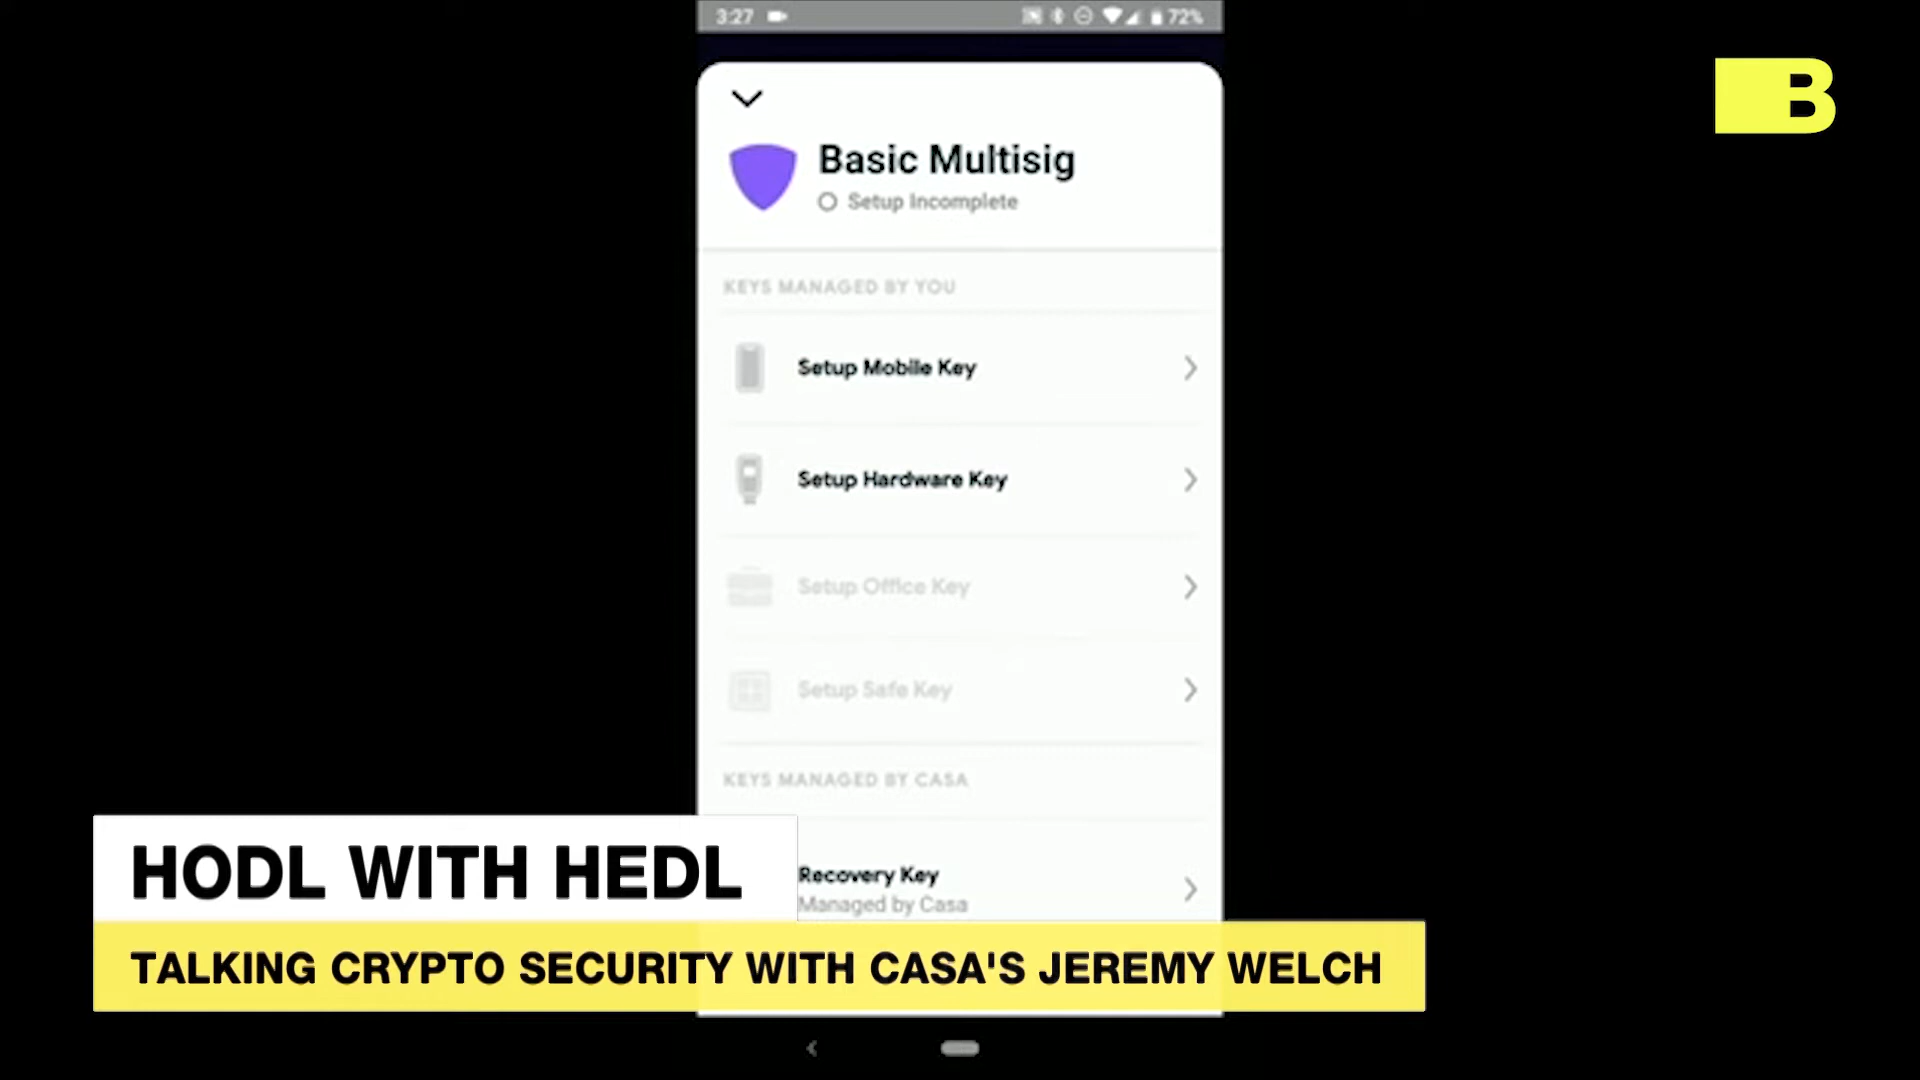 3:27
72%
B
Basic Multisig
Setup Incomplete
KEYS MANAGED BY YOU
Setup Mobile Key
Setup Hardware Key
Setup Office Key
Setup Safe Key
KEYS MANAGED BY CASA
Recovery Key
Managed by Casa
HODL WITH HEDL
TALKING CRYPTO SECURITY WITH CASA'S JEREMY WELCH